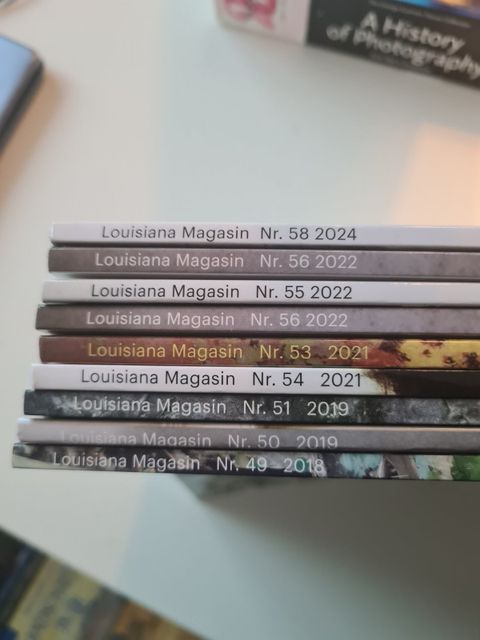 A History
of Photography
Louisiana Magasin Nr. 58 2024
Louisiana Magasin Nr. 56 2022
Louisiana Magasin Nr. 55 2022
Louisiana Magasin Nr. 56 2022
Louisiana Magasin Nr. 53 2021
Louisiana Magasin Nr. 54 2021
Louisiana Magasin Nr. 51 2019
Louisiana Magasin Nr. 50 2019
Louisiana Magasin Nr. 49 2018